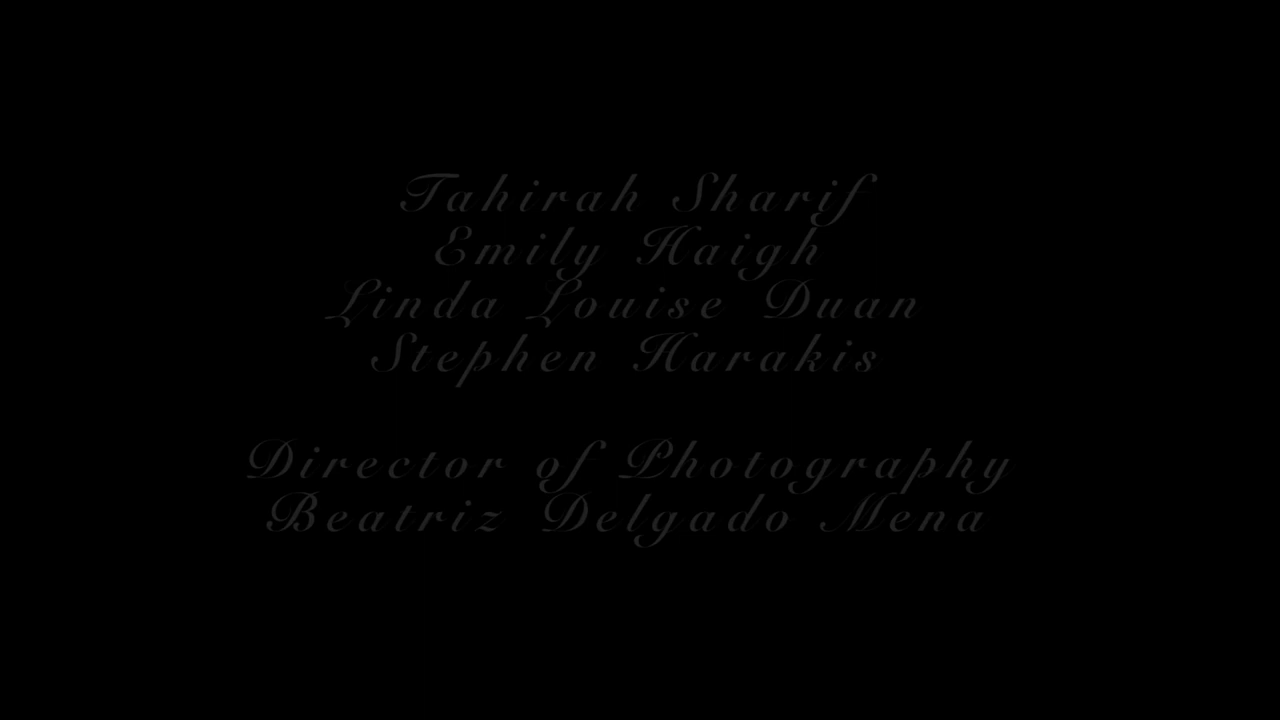 Tahirah Sharif
Emily Haigh
Linda Louise Duan
Stephen Harakis
Director of Photography
Beatriz Delgado Mena